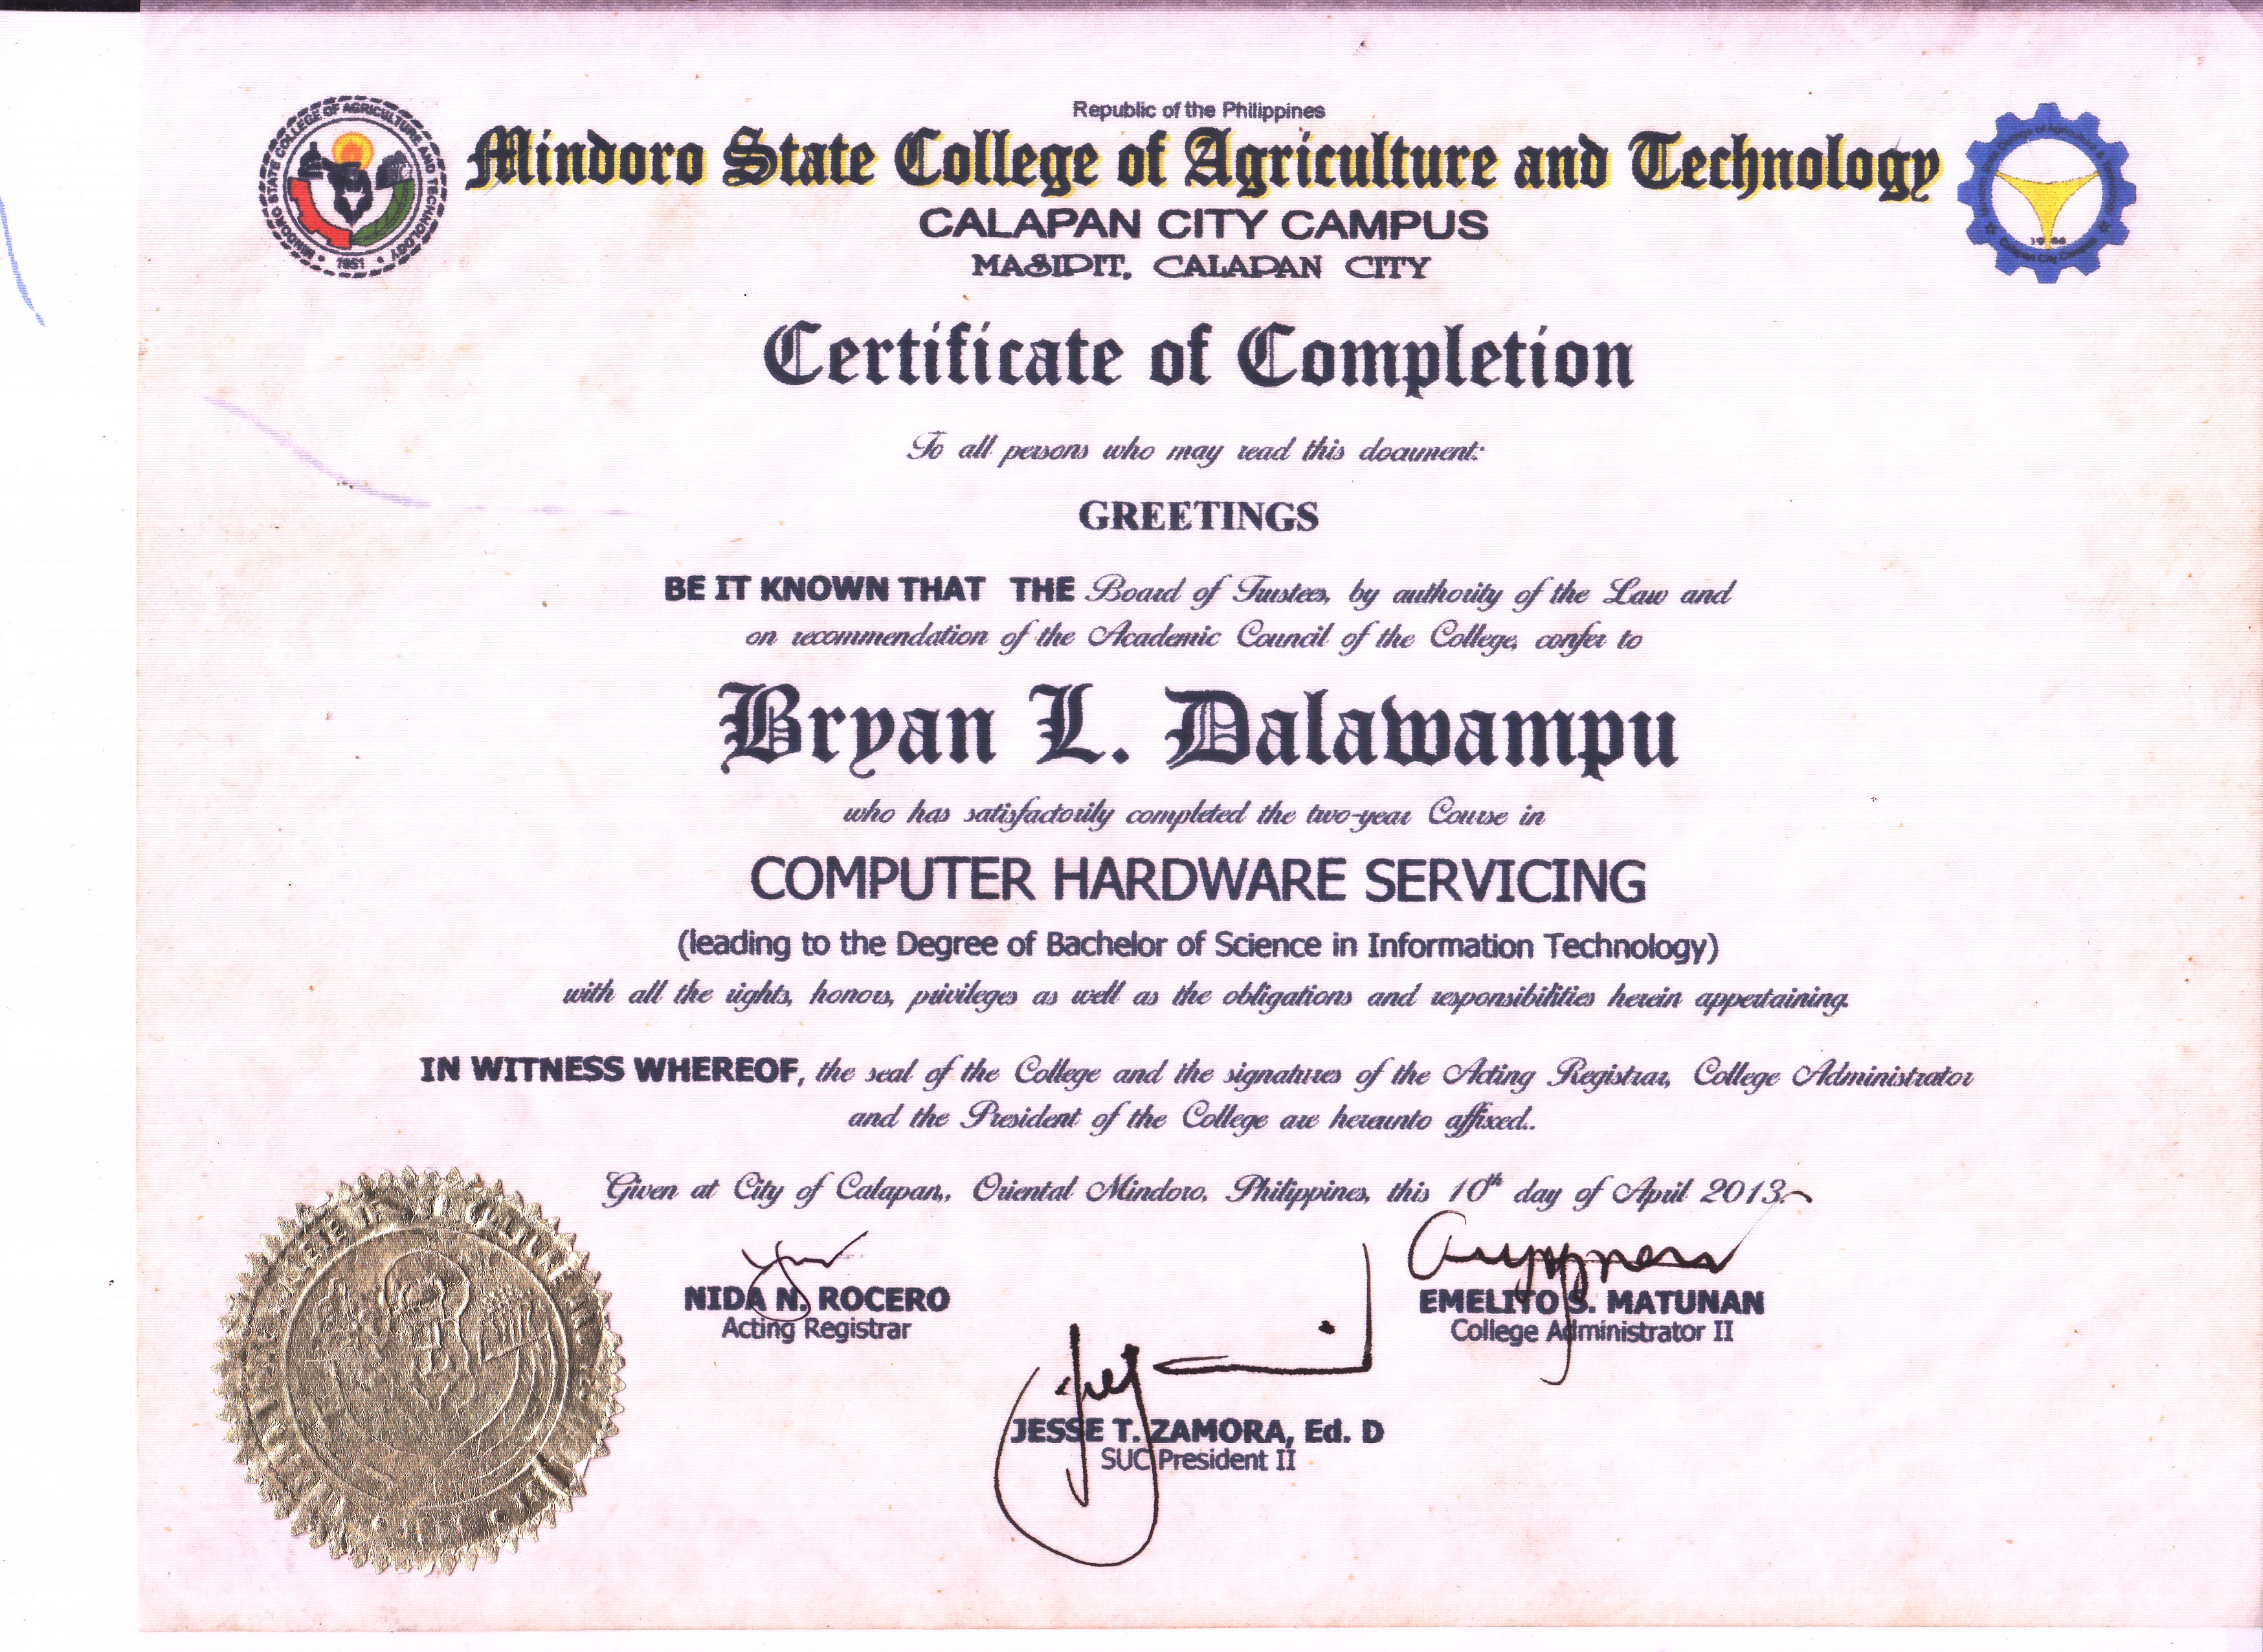 Republic of the Philippines
Mindoro State College of Agriculture and Technology
CALAPAN CITY CAMPUS
MASIPIT, CALAPAN CITY
MINDORO STATE COLLEGE OF AGRICULTURE AND TECHNOLOGY
1951
Calapan City Campus
Certificate of Completion
To all persons who may read this document:
GREETINGS
BE IT KNOWN THAT THE Board of Trustees, by authority of the Law and
on recommendation of the Academic Council of the College, confer to
Bryan L. Dalawampu
who has satisfactorily completed the two-year Course in
COMPUTER HARDWARE SERVICING
(leading to the Degree of Bachelor of Science in Information Technology)
with all the rights, honors, privileges as well as the obligations and responsibilities herein appertaining.
IN WITNESS WHEREOF, the seal of the College and the signatures of the Acting Registrar, College Administrator
and the President of the College are hereunto affixed..
Given at City of Calapan,, Oriental Mindoro, Philippines, this 10th day of April 2013.
NIDA N. ROCERO
Acting Registrar
EMELITO S. MATUNAN
College Administrator II
JESSE T. ZAMORA, Ed. D
SUC President II